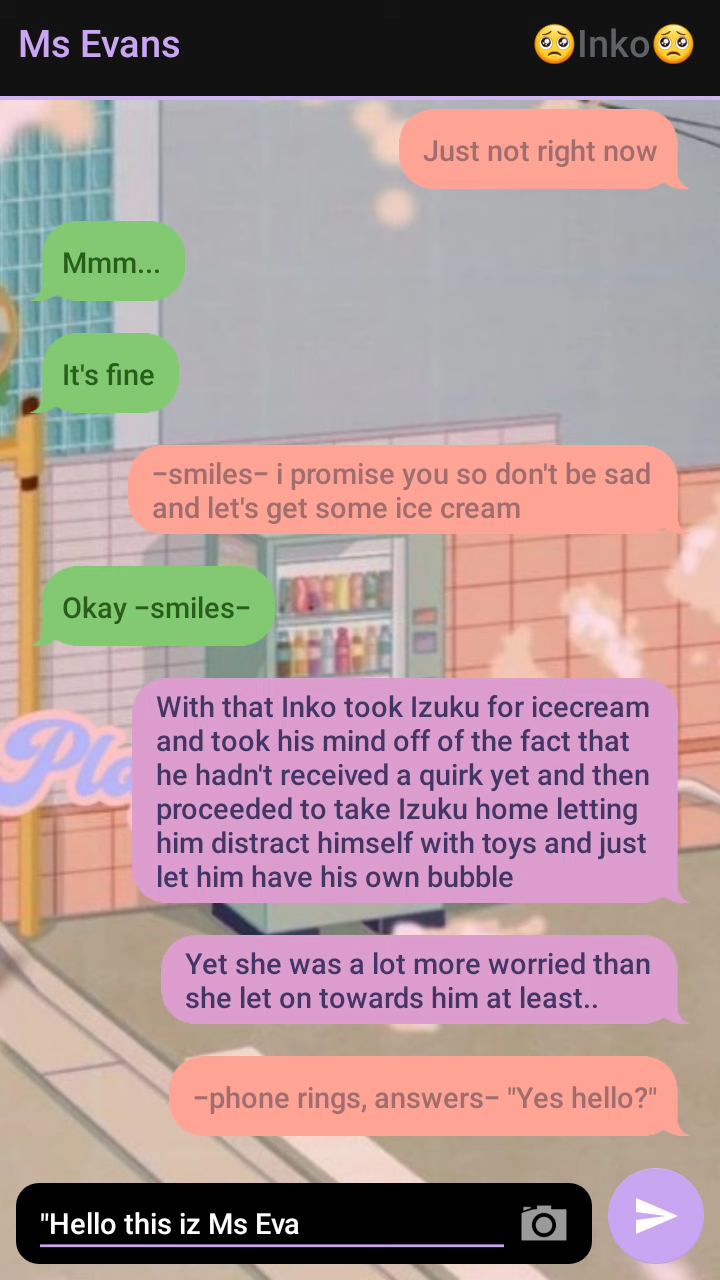 Ms Evans
🥺Inko🥺
Just not right now
Mmm...
It's fine
−smiles− i promise you so don't be sad
and let's get some ice cream
Okay −smiles−
With that Inko took Izuku for icecream
and took his mind off of the fact that
he hadn't received a quirk yet and then
proceeded to take Izuku home letting
him distract himself with toys and just
let him have his own bubble
Yet she was a lot more worried than
she let on towards him at least..
−phone rings, answers− "Yes hello?"
"Hello this iz Ms Eva